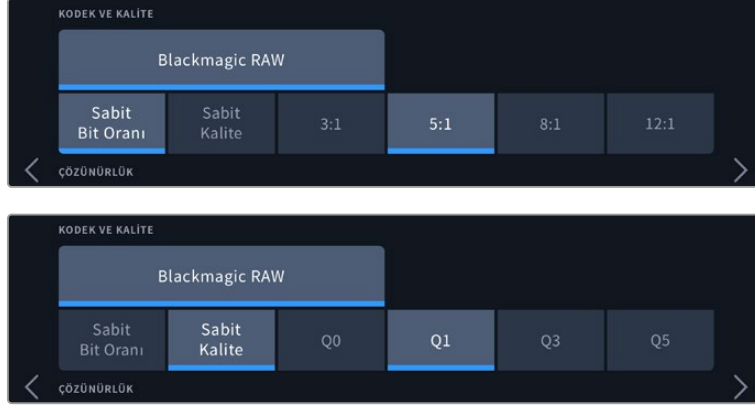 KODEK VE KALİTE
Blackmagic RAW
Sabit Bit Oranı Sabit Kalite 3:1 5:1 8:1 12:1
ÇÖZÜNÜRLÜK
KODEK VE KALİTE
Blackmagic RAW
Sabit Bit Oranı Sabit Kalite Q0 Q1 Q3 Q5
ÇÖZÜNÜRLÜK